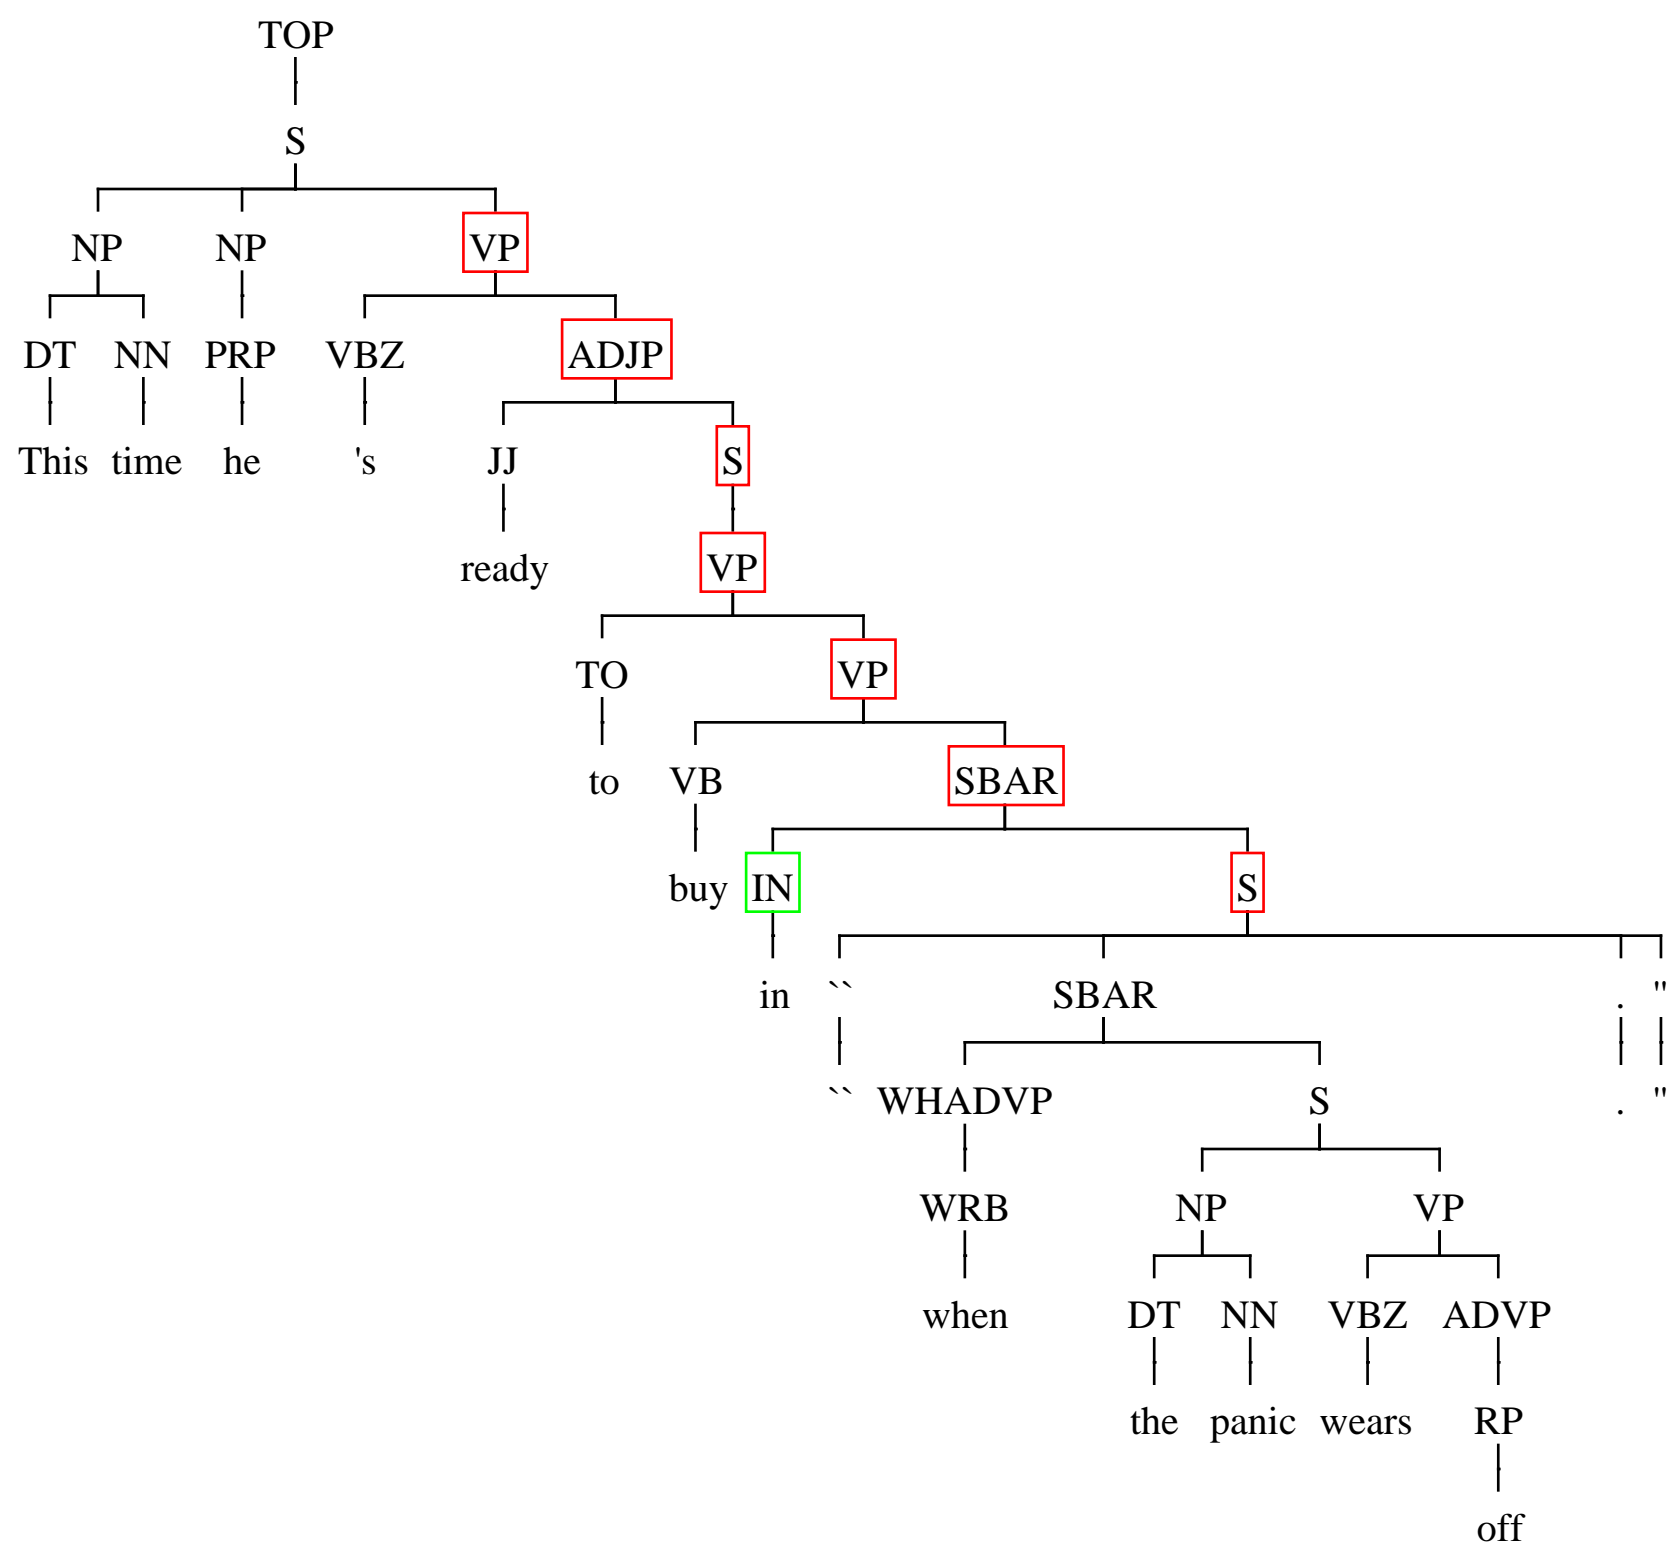 TOP
S
NP NP VP
DT NN PRP VBZ ADJP
This time he 's JJ S
ready VP
TO VP
to VB SBAR
buy IN S
in `` SBAR . "
`` WHADVP S . "
WRB NP VP
when DT NN VBZ ADVP
the panic wears RP
off